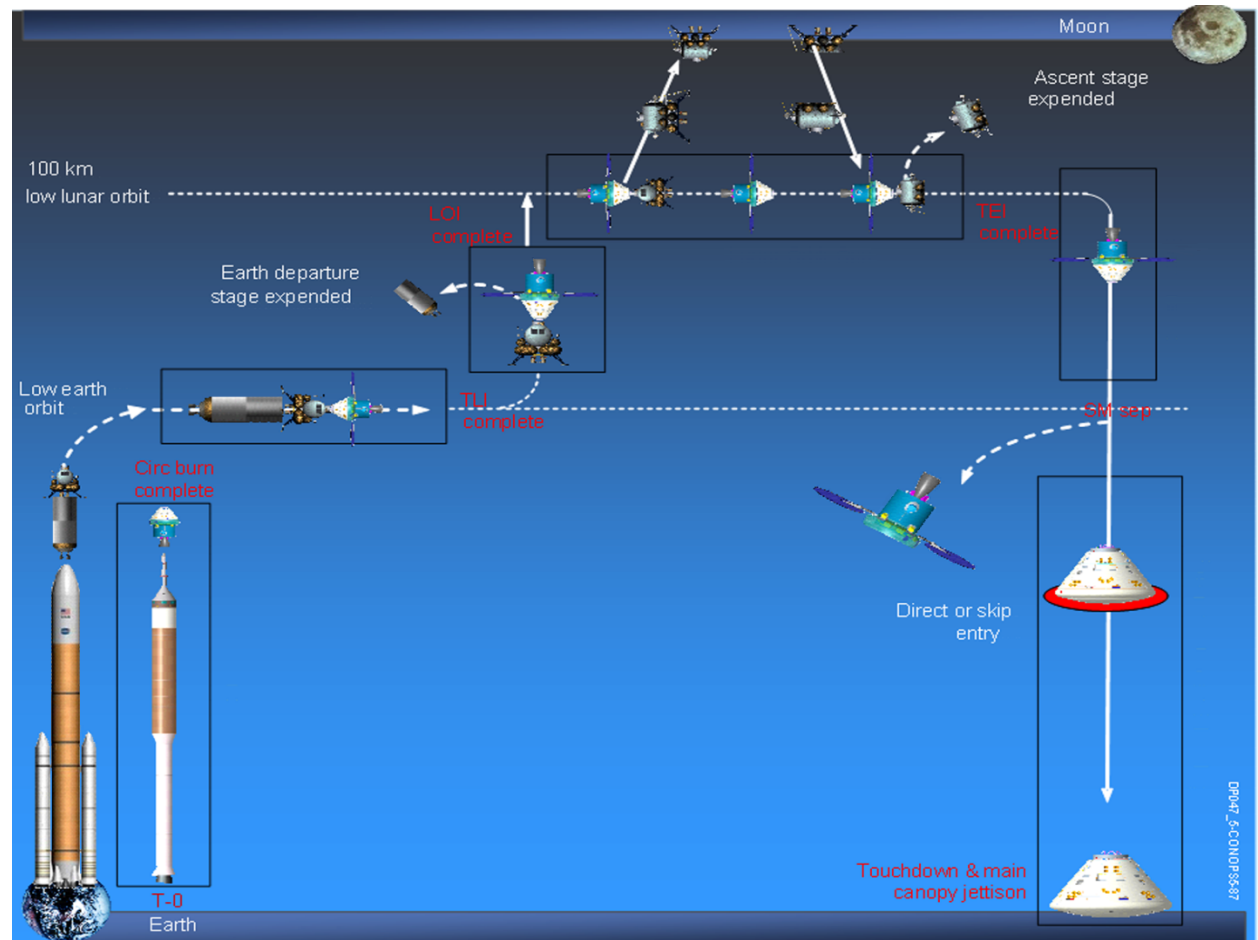 Moon
Ascent stage
expended
100 km
low lunar orbit
LOI
complete
TEI
complete
Earth departure
stage expended
Low earth
orbit
TLI
complete
SM sep
Circ burn
complete
Direct or skip
entry
Touchdown & main
canopy jettison
T-0
Earth
DP047_5-CONOPS5587